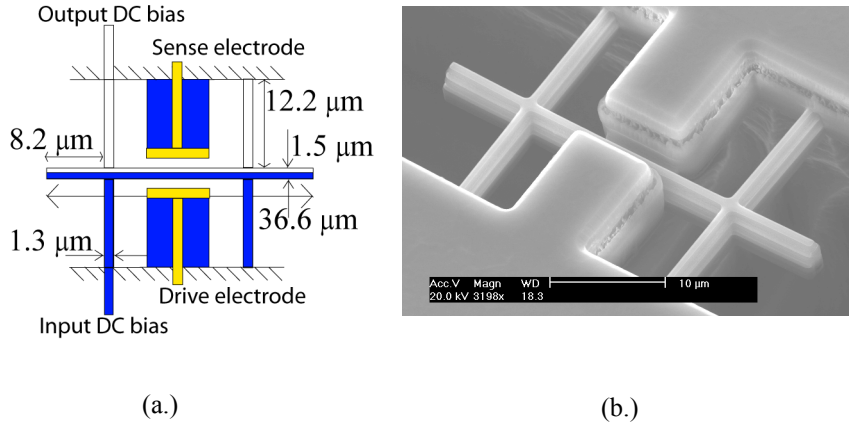 Output DC bias
Sense electrode
12.2 μm
8.2 μm
1.5 μm
36.6 μm
1.3 μm
Drive electrode
Input DC bias
Acc.V Magn WD
20.0 kV 3198x 18.3
10 μm
(a.)
(b.)